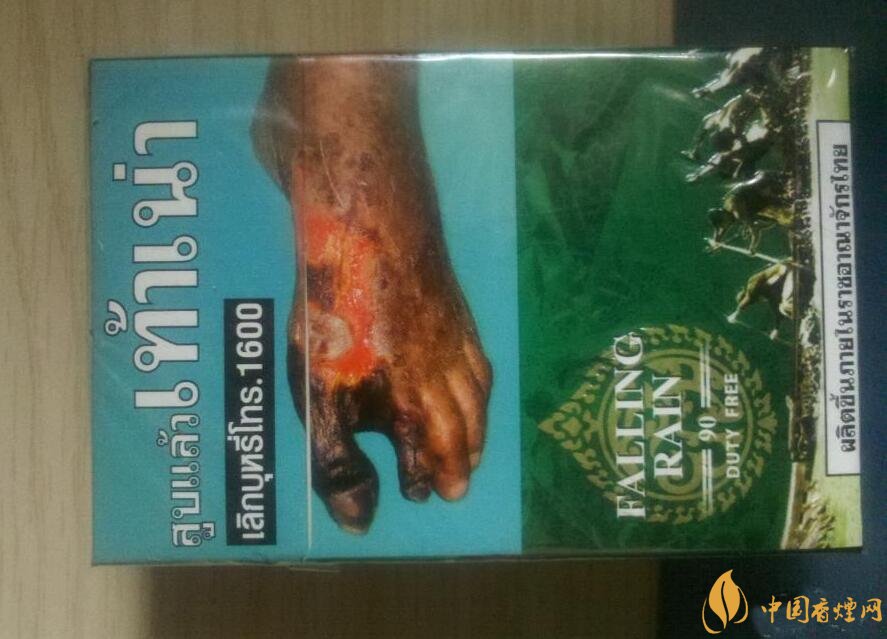 สูบแล้วเท้าเน่า
เลิกบุหรี่โทร.1600
FALLING
RAIN
90
DUTY FREE
ผลิตขึ้นภายในราชอาณาจักรไทย
中国香烟网